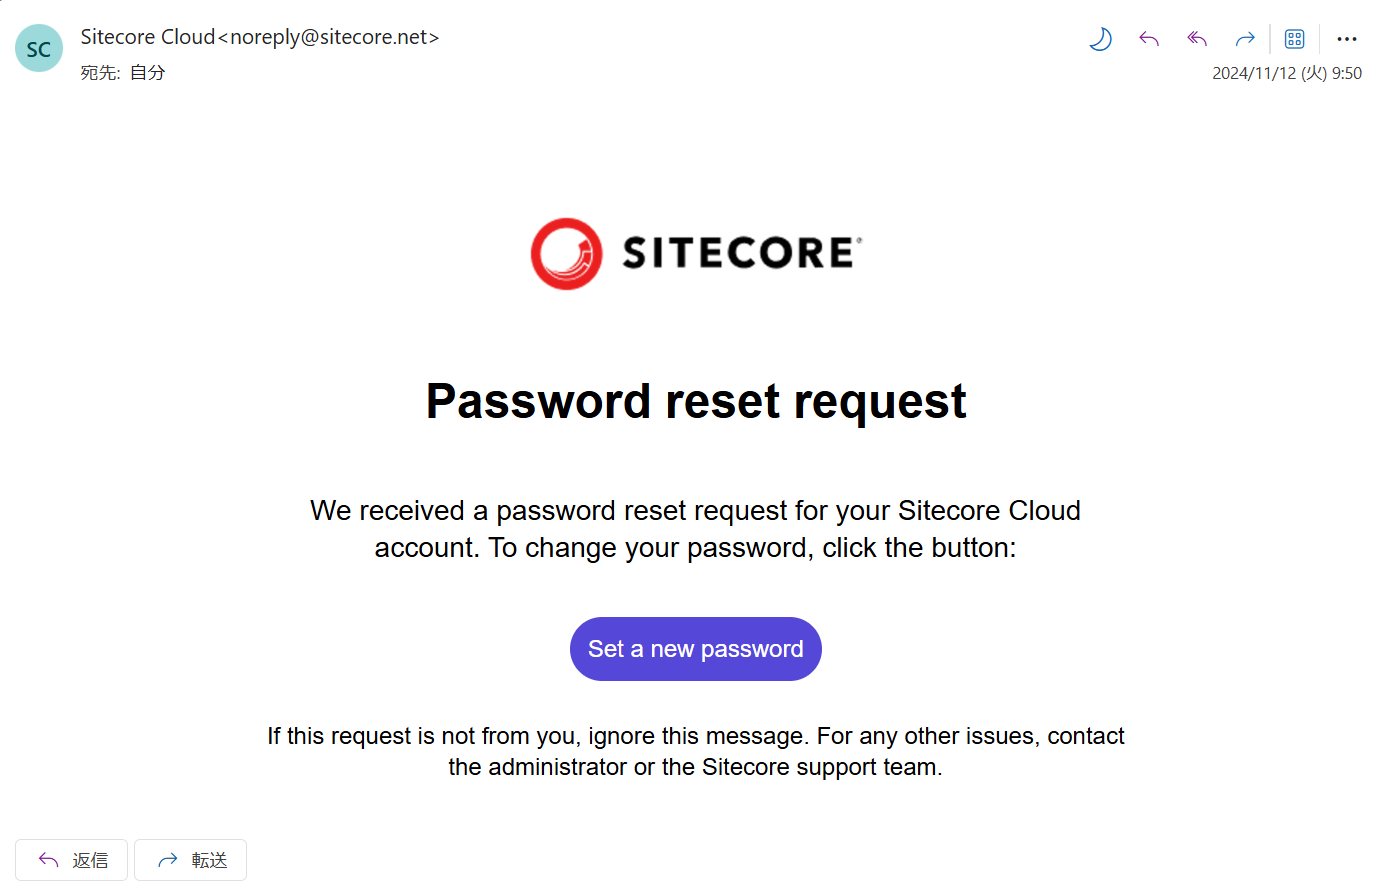 SC
Sitecore Cloud<noreply@sitecore.net>
宛先: 自分
2024/11/12 (火) 9:50
SITECORE®
Password reset request
We received a password reset request for your Sitecore Cloud
account. To change your password, click the button:
Set a new password
If this request is not from you, ignore this message. For any other issues, contact
the administrator or the Sitecore support team.
返信
転送